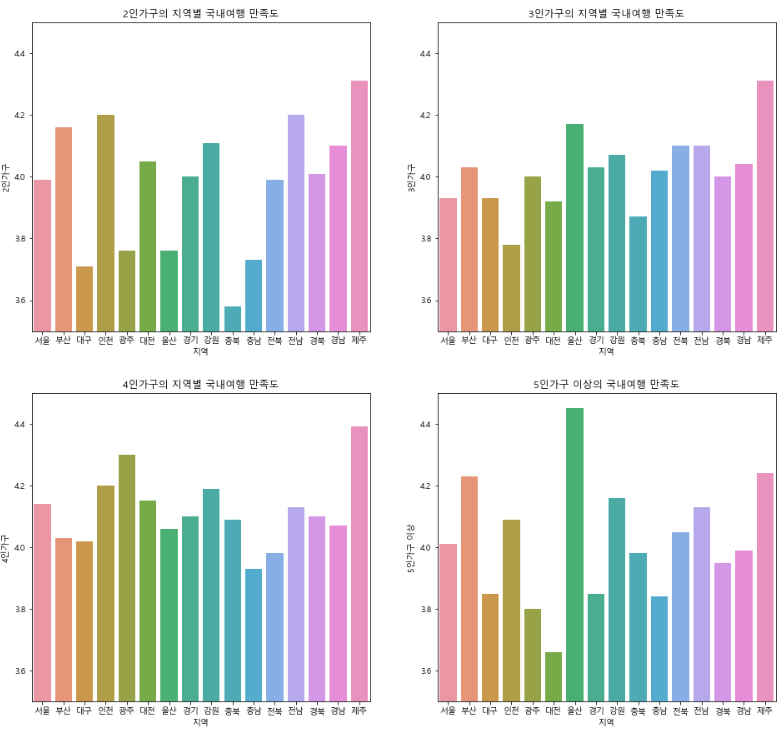 2인가구의 지역별 국내여행 만족도
4.4
4.2
4.0
3.8
3.6
2인가구
서울 부산 대구 인천 광주 대전 울산 경기 강원 충북 충남 전북 전남 경북 경남 제주
지역
3인가구의 지역별 국내여행 만족도
4.4
4.2
4.0
3.8
3.6
3인가구
서울 부산 대구 인천 광주 대전 울산 경기 강원 충북 충남 전북 전남 경북 경남 제주
지역
4인가구의 지역별 국내여행 만족도
4.4
4.2
4.0
3.8
3.6
4인가구
서울 부산 대구 인천 광주 대전 울산 경기 강원 충북 충남 전북 전남 경북 경남 제주
지역
5인가구 이상의 국내여행 만족도
4.4
4.2
4.0
3.8
3.6
5인가구 이상
서울 부산 대구 인천 광주 대전 울산 경기 강원 충북 충남 전북 전남 경북 경남 제주
지역